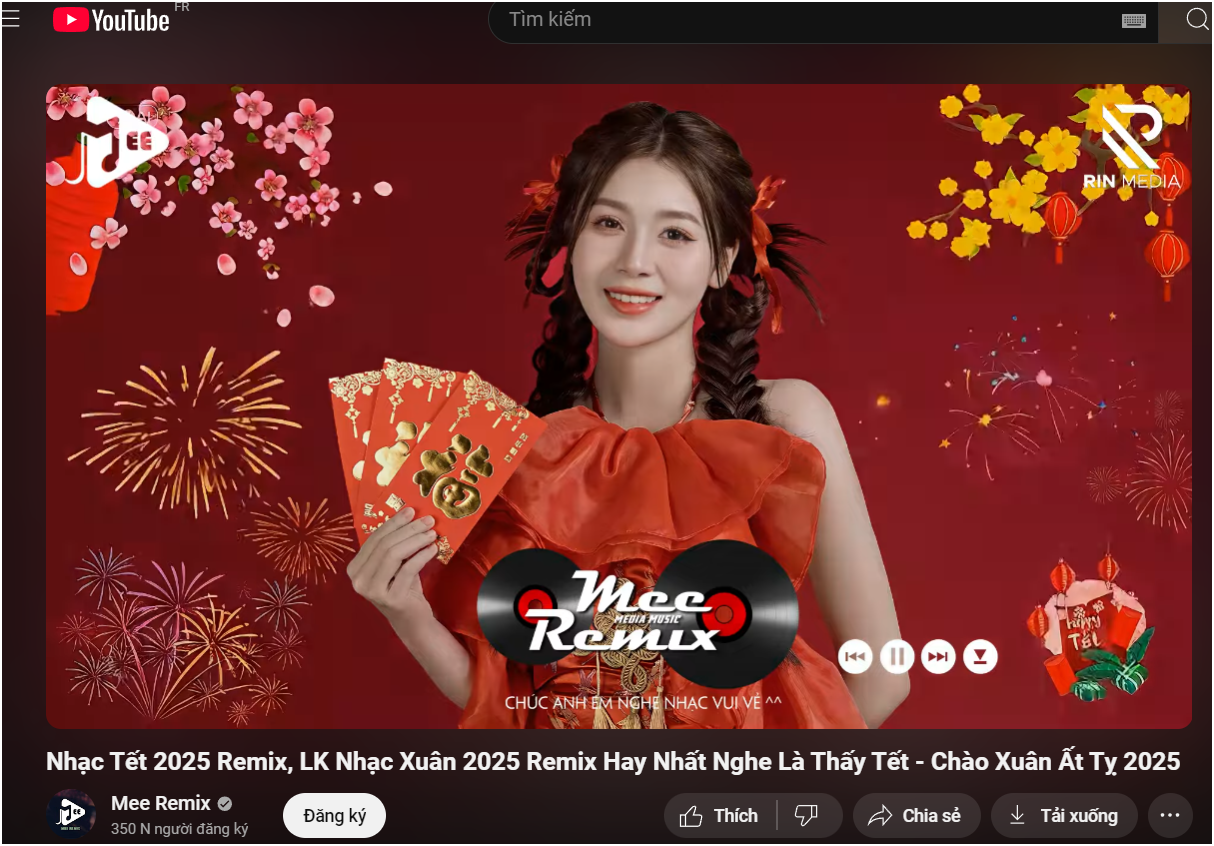 YouTube
FR
Tìm kiếm
EE
RIN MEDIA
HAPPY
TẾT
Mee
MEDIA MUSIC
Remix
CHÚC ANH EM NGHE NHẠC VUI VẺ ^^
Nhạc Tết 2025 Remix, LK Nhạc Xuân 2025 Remix Hay Nhất Nghe Là Thấy Tết - Chào Xuân Ất Tỵ 2025
Mee Remix
350 N người đăng ký
Đăng ký
Thích
Chia sẻ
Tải xuống